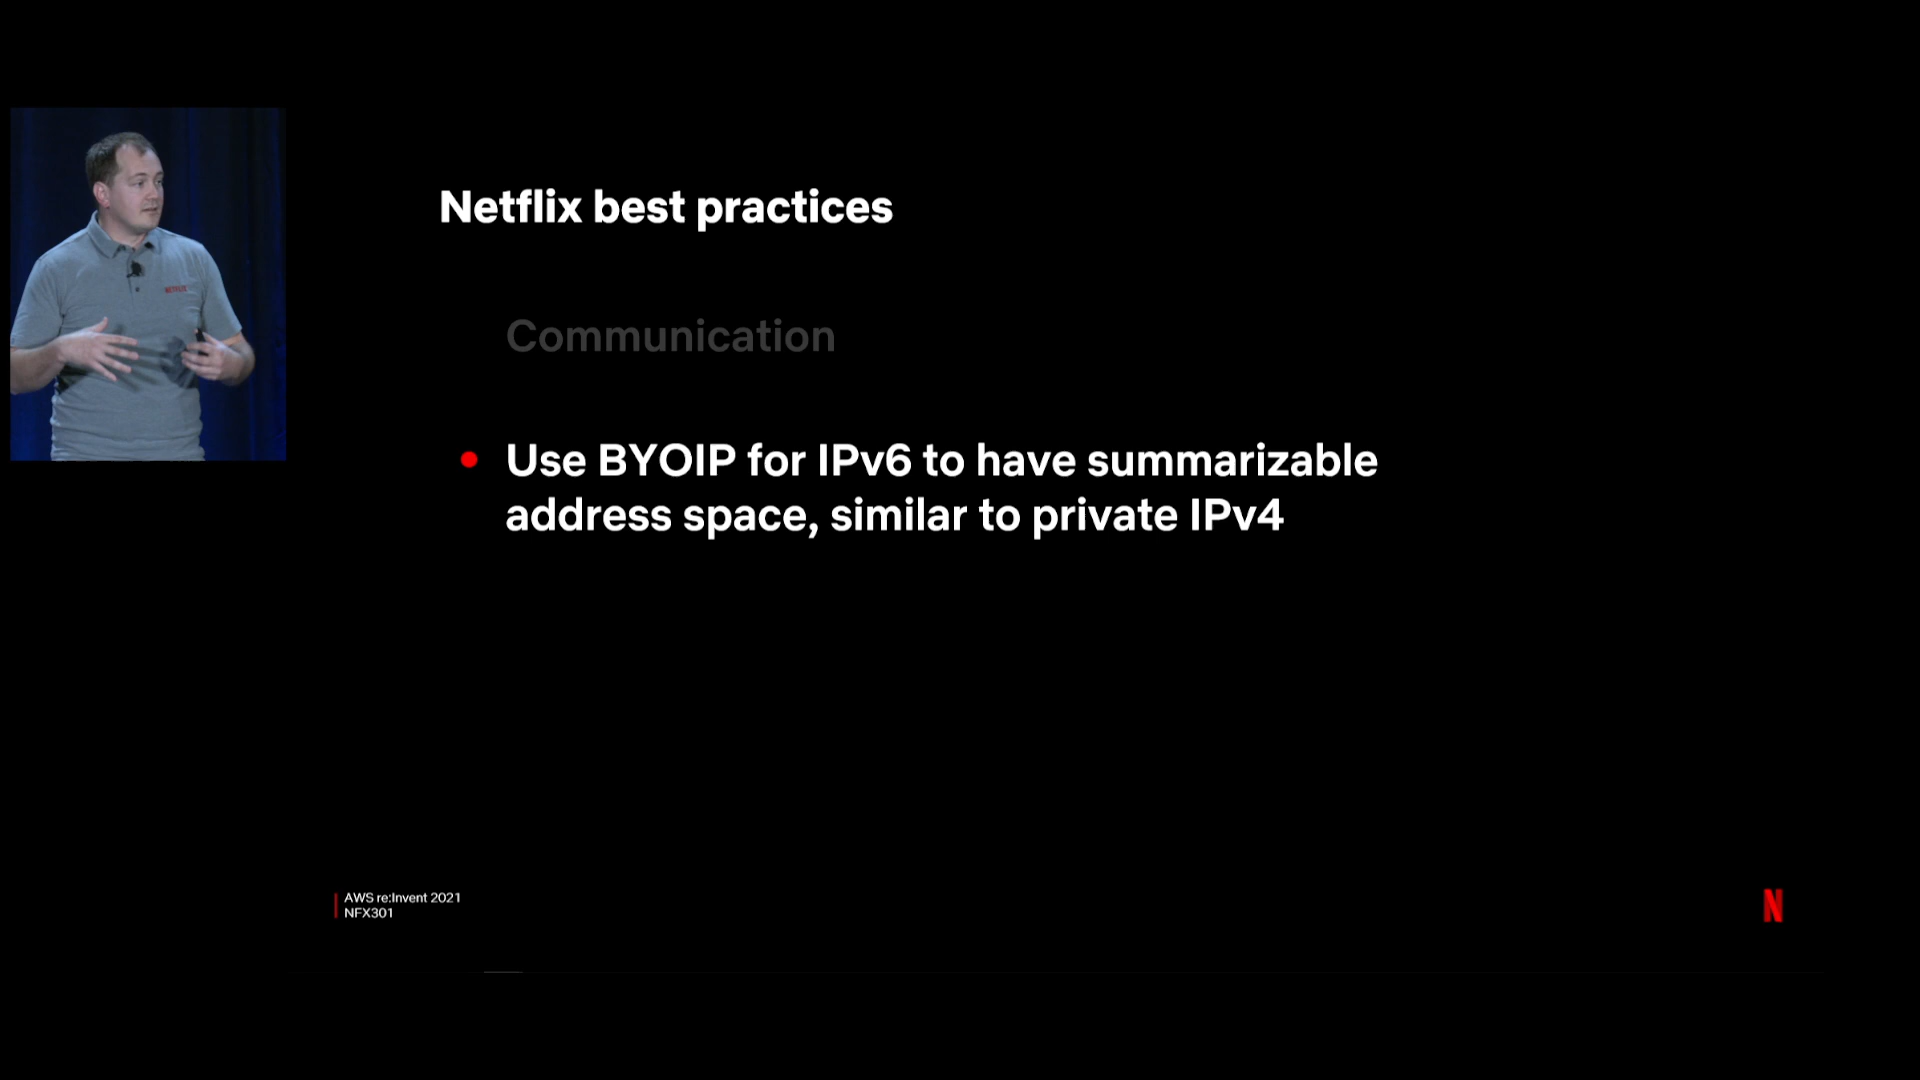 Netflix best practices
Communication
Use BYOIP for IPv6 to have summarizable
address space, similar to private IPv4
NETFLIX
AWS re:Invent 2021
NFX301
N